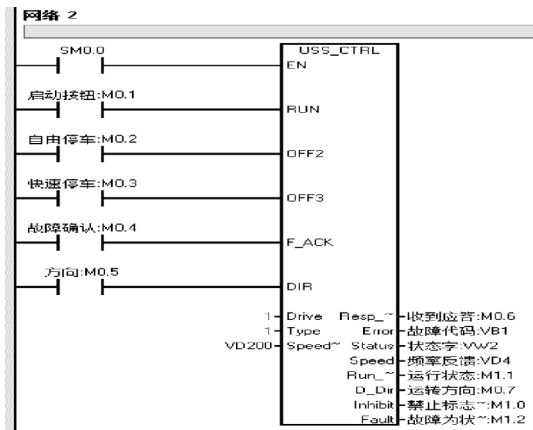 网络 2
SM0.0
USS_CTRL
EN
启动按钮:M0.1
RUN
自由停车:M0.2
OFF2
快速停车:M0.3
OFF3
故障确认:M0.4
F_ACK
方向:M0.5
DIR
1 Drive Resp_~ 收到应答:M0.6
1 Type Error 故障代码:VB1
VD200 Speed~ Status 状态字:VW2
Speed 频率反馈:VD4
Run_~ 运行状态:M1.1
D_Dir 运转方向:M0.7
Inhibit 禁止标志~:M1.0
Fault 故障为状~:M1.2